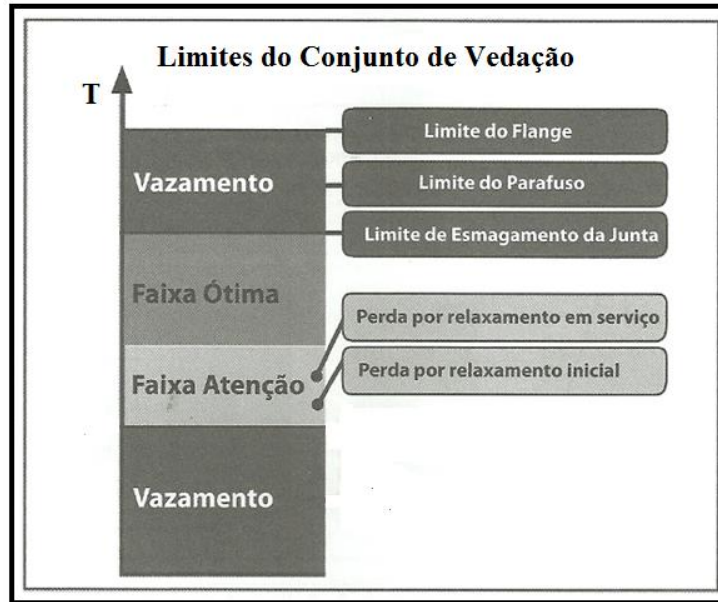 Limites do Conjunto de Vedação
T
Limite do Flange
Vazamento
Limite do Parafuso
Limite de Esmagamento da Junta
Faixa Ótima
Perda por relaxamento em serviço
Perda por relaxamento inicial
Faixa Atenção
Vazamento